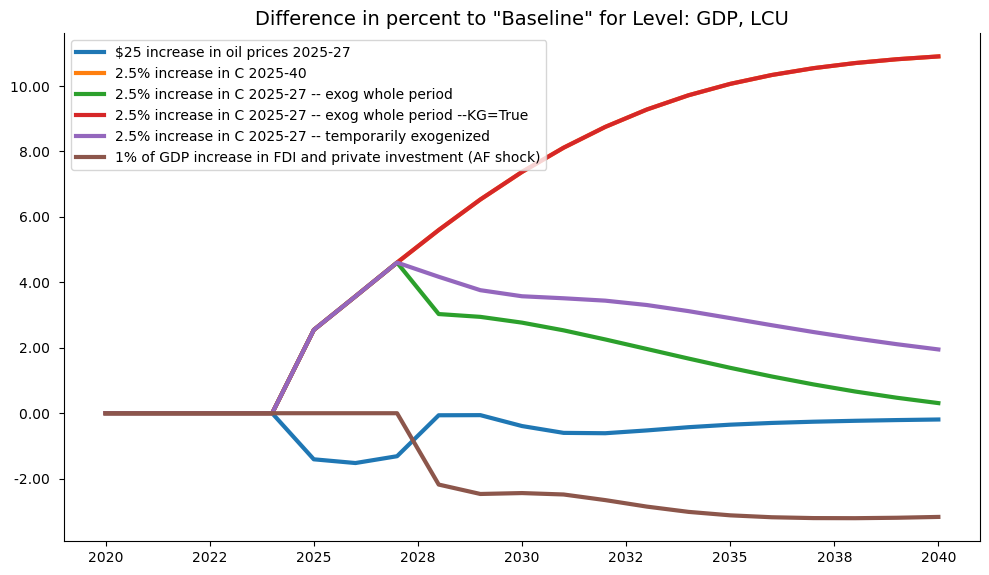 Difference in percent to "Baseline" for Level: GDP, LCU
$25 increase in oil prices 2025-27
2.5% increase in C 2025-40
2.5% increase in C 2025-27 -- exog whole period
2.5% increase in C 2025-27 -- exog whole period --KG=True
2.5% increase in C 2025-27 -- temporarily exogenized
1% of GDP increase in FDI and private investment (AF shock)
10.00
8.00
6.00
4.00
2.00
0.00
-2.00
2020 2022 2025 2028 2030 2032 2035 2038 2040